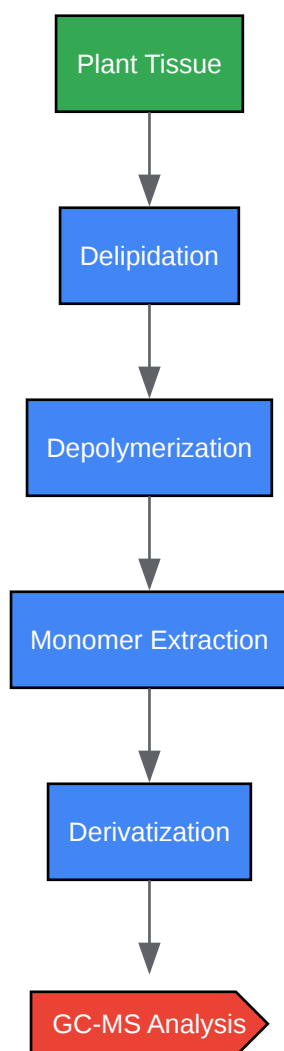 Plant Tissue
Delipidation
Depolymerization
Monomer Extraction
Derivatization
GC-MS Analysis